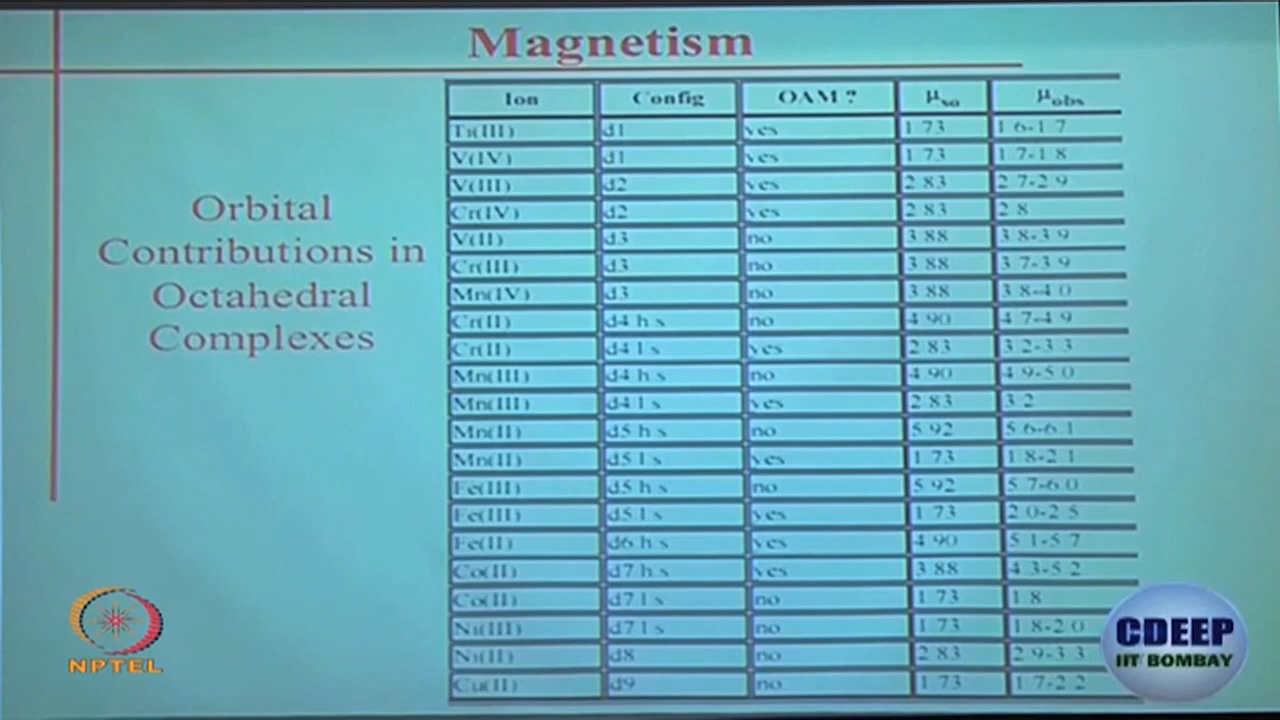 Magnetism
Orbital
Contributions in
Octahedral
Complexes
Ion Config OAM ? μso μobs
Ti(III) d1 yes 1.73 1.6-1.7
V(IV) d1 yes 1.73 1.7-1.8
V(III) d2 yes 2.83 2.7-2.9
Cr(IV) d2 yes 2.83 2.8
V(II) d3 no 3.88 3.8-3.9
Cr(III) d3 no 3.88 3.7-3.9
Mn(IV) d3 no 3.88 3.8-4.0
Cr(II) d4 h.s. no 4.90 4.7-4.9
Cr(II) d4 l.s. yes 2.83 3.2-3.3
Mn(III) d4 h.s. no 4.90 4.9-5.0
Mn(III) d4 l.s. yes 2.83 3.2
Mn(II) d5 h.s. no 5.92 5.6-6.1
Mn(II) d5 l.s. yes 1.73 1.8-2.1
Fe(III) d5 h.s. no 5.92 5.7-6.0
Fe(III) d5 l.s. yes 1.73 2.0-2.5
Fe(II) d6 h.s. yes 4.90 5.1-5.7
Co(II) d7 h.s. yes 3.88 4.3-5.2
Co(II) d7 l.s. no 1.73 1.8
Ni(III) d7 l.s. no 1.73 1.8-2.0
Ni(II) d8 no 2.83 2.9-3.3
Cu(II) d9 no 1.73 1.7-2.2
NPTEL
CDEEP
IIT BOMBAY